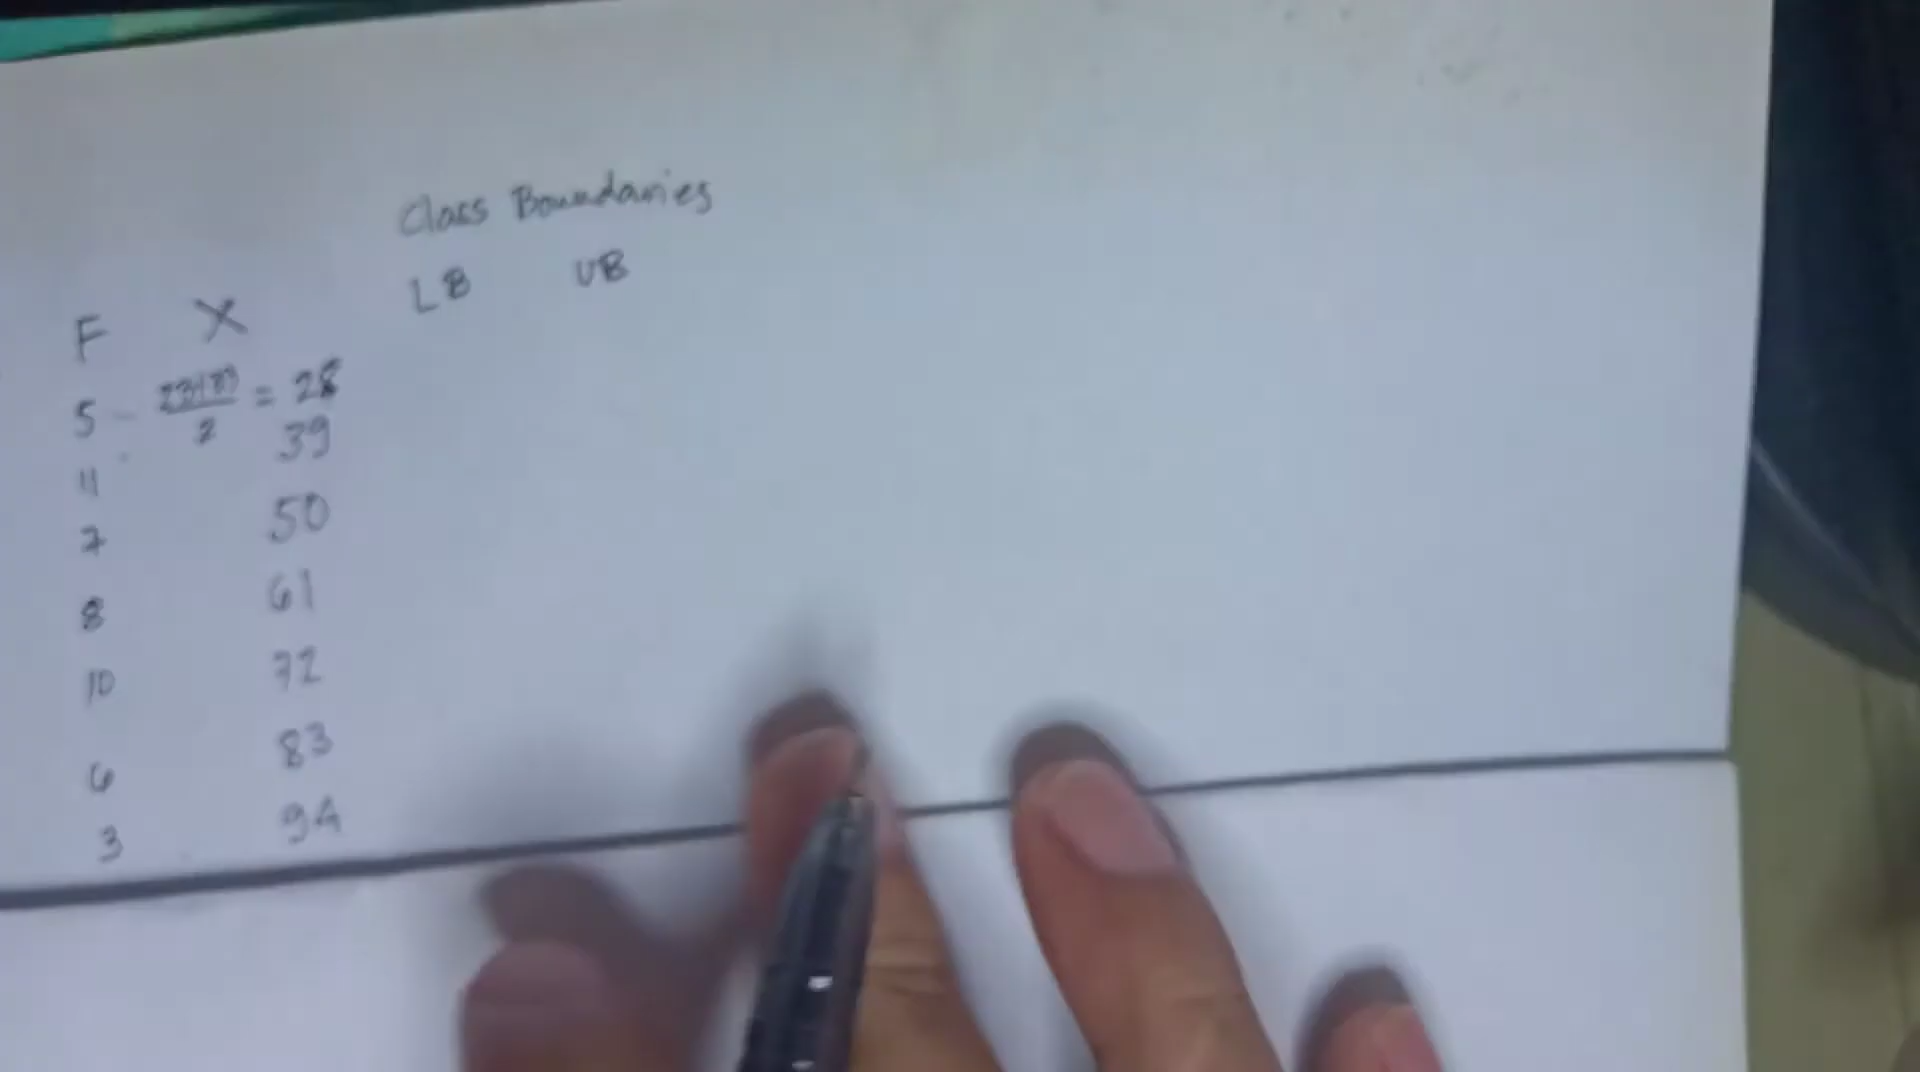 Class Boundaries
LB UB
F X
5 - 23+33/2 = 28
11 39
7 50
8 61
10 72
6 83
3 94